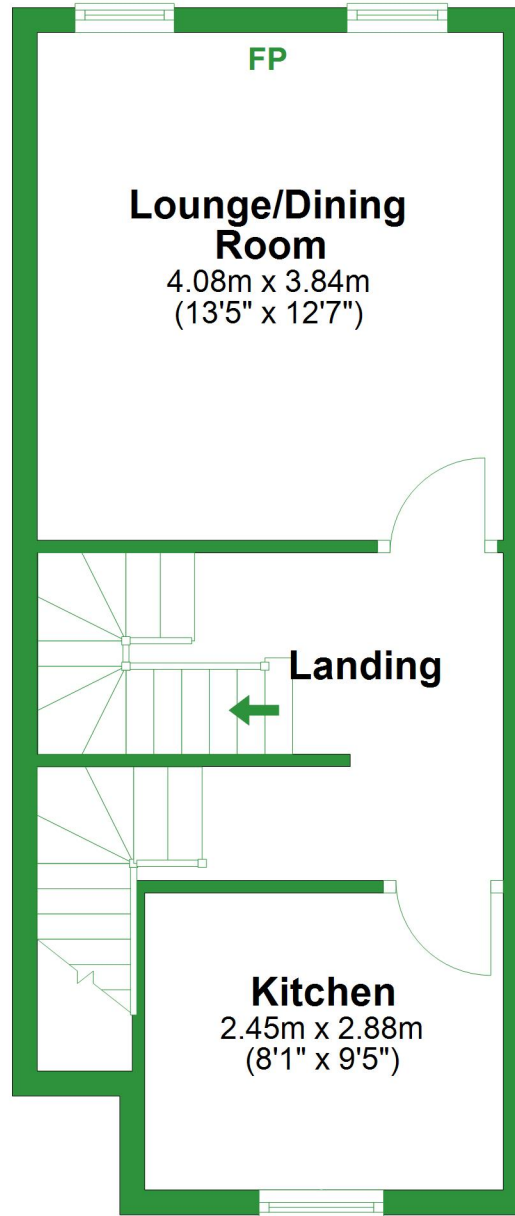 FP
Lounge/Dining
Room
4.08m x 3.84m
(13'5" x 12'7")
Landing
Kitchen
2.45m x 2.88m
(8'1" x 9'5")